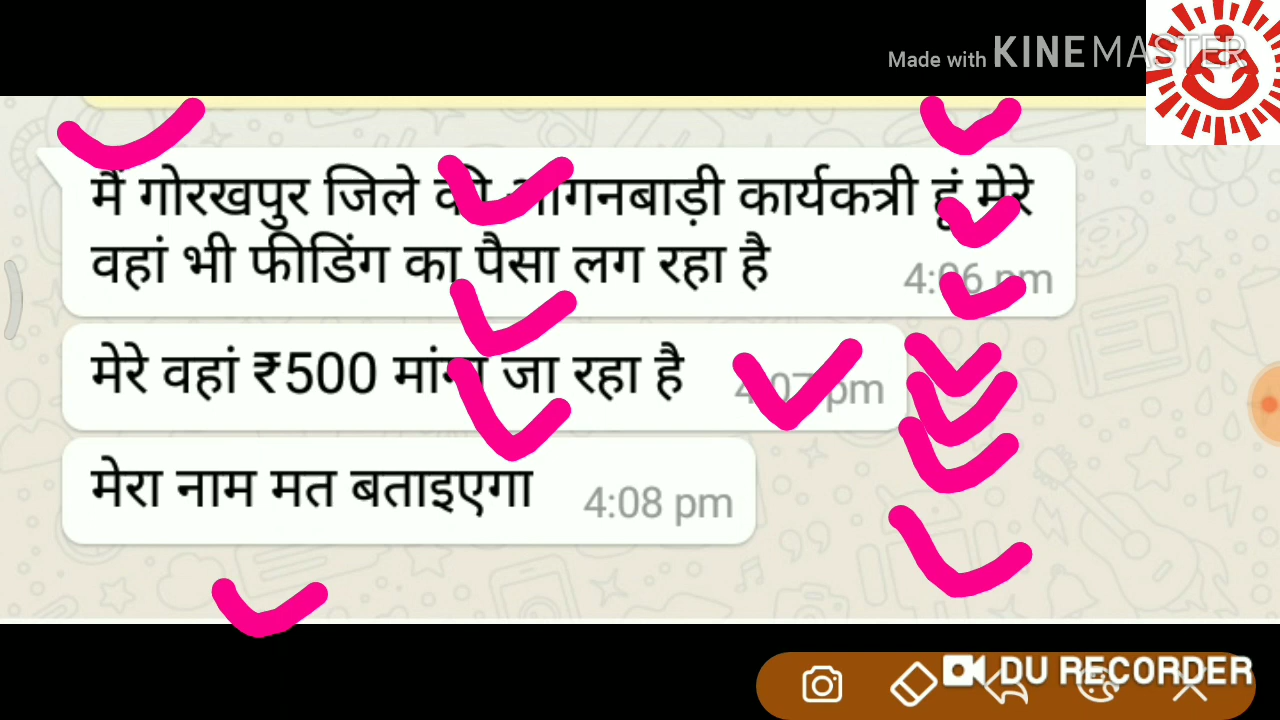 Made with KINEMASTER
मैं गोरखपुर जिले की आंगनबाड़ी कार्यकत्री हूं मेरे
वहां भी फीडिंग का पैसा लग रहा है
4:06 pm
मेरे वहां ₹500 मांगा जा रहा है
4:07 pm
मेरा नाम मत बताइएगा
4:08 pm
DU RECORDER